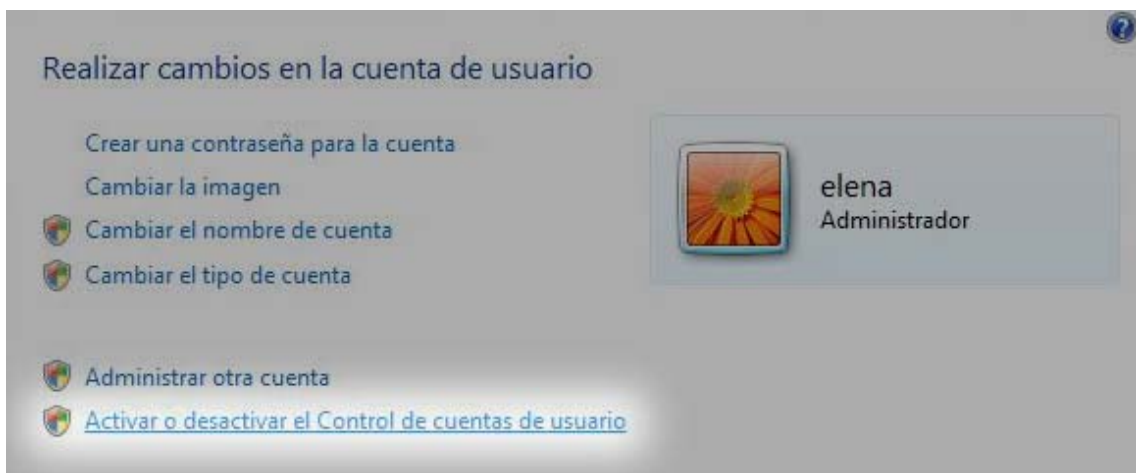 Realizar cambios en la cuenta de usuario
Crear una contraseña para la cuenta
Cambiar la imagen
Cambiar el nombre de cuenta
Cambiar el tipo de cuenta
elena
Administrador
Administrar otra cuenta
Activar o desactivar el Control de cuentas de usuario